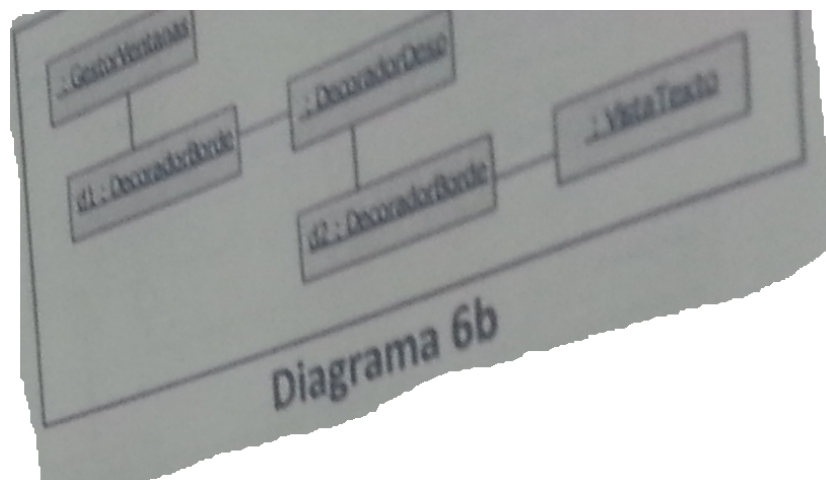 : GestorVentanas
: DecoradorDesp
: VistaTexto
d1 : DecoradorBorde
d2 : DecoradorBorde
Diagrama 6b